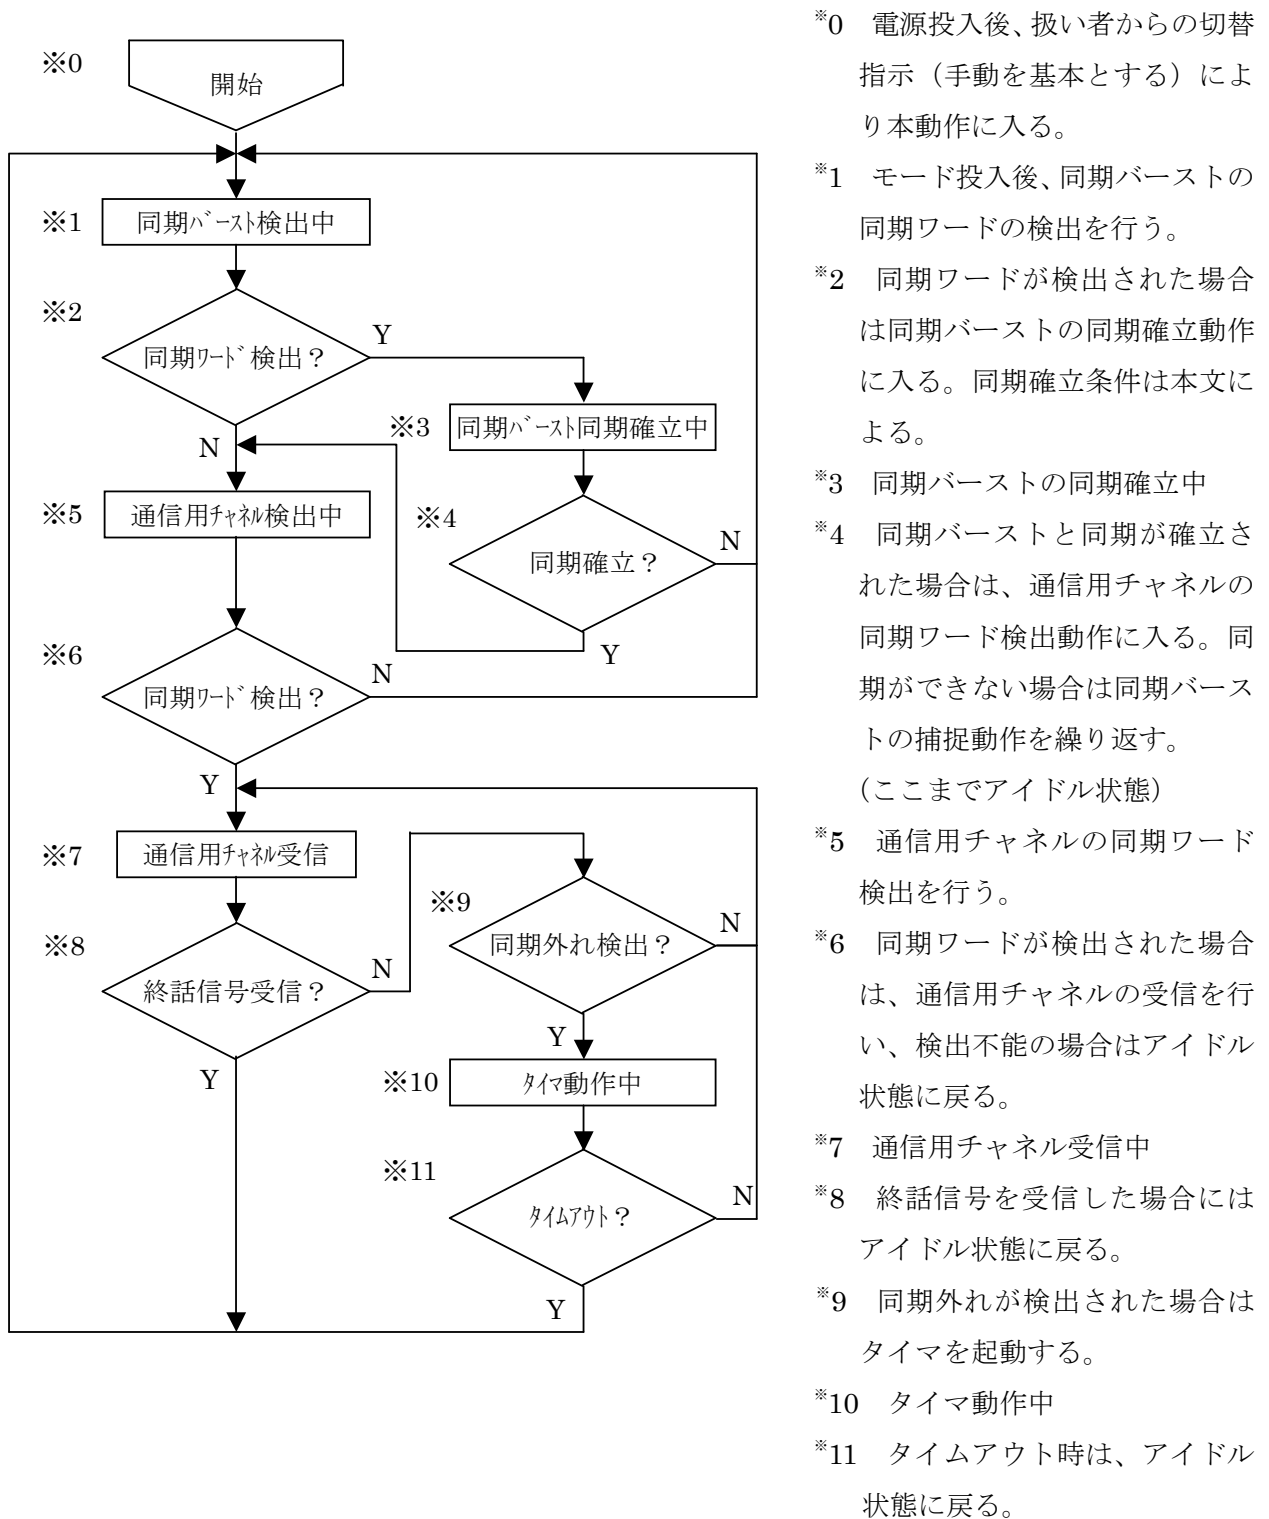 ※0
開始
※1
同期ﾊﾞｰｽﾄ検出中
※2
同期ﾜｰﾄﾞ検出？
Y
N
※3
同期ﾊﾞｰｽﾄ同期確立中
※4
同期確立？
N
Y
※5
通信用ﾁｬﾈﾙ検出中
※6
同期ﾜｰﾄﾞ検出？
N
Y
※7
通信用ﾁｬﾈﾙ受信
※8
終話信号受信？
N
Y
※9
同期外れ検出？
N
Y
※10
ﾀｲﾏ動作中
※11
ﾀｲﾑｱｳﾄ？
N
Y
※0　電源投入後、扱い者からの切替
指示（手動を基本とする）によ
り本動作に入る。
※1　モード投入後、同期バーストの
同期ワードの検出を行う。
※2　同期ワードが検出された場合
は同期バーストの同期確立動作
に入る。同期確立条件は本文に
よる。
※3　同期バーストの同期確立中
※4　同期バーストと同期が確立さ
れた場合は、通信用チャネルの
同期ワード検出動作に入る。同
期ができない場合は同期バース
トの捕捉動作を繰り返す。
（ここまでアイドル状態）
※5　通信用チャネルの同期ワード
検出を行う。
※6　同期ワードが検出された場合
は、通信用チャネルの受信を行
い、検出不能の場合はアイドル
状態に戻る。
※7　通信用チャネル受信中
※8　終話信号を受信した場合には
アイドル状態に戻る。
※9　同期外れが検出された場合は
タイマを起動する。
※10　タイマ動作中
※11　タイムアウト時は、アイドル
状態に戻る。